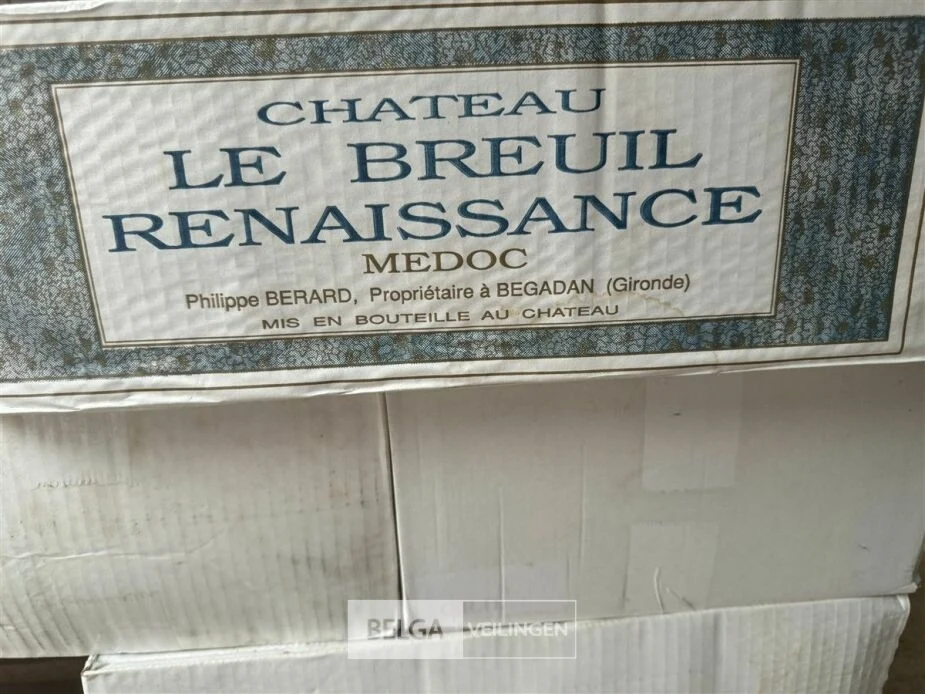 CHATEAU
LE BREUIL
RENAISSANCE
MEDOC
Philippe BERARD, Propriétaire à BEGADAN (Gironde)
MIS EN BOUTEILLE AU CHATEAU
BELGA VEILINGEN